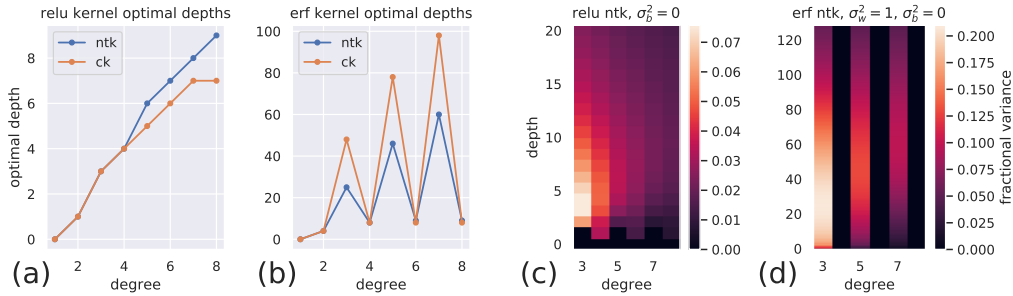 relu kernel optimal depths
ntk
ck
optimal depth
8
6
4
2
0
2 4 6 8
degree
(a)
erf kernel optimal depths
ntk
ck
100
80
60
40
20
0
2 4 6 8
degree
(b)
relu ntk, σ_b^2 = 0
depth
20
15
10
5
0
3 5 7
degree
0.07
0.06
0.05
0.04
0.03
0.02
0.01
0.00
(c)
erf ntk, σ_w^2 = 1, σ_b^2 = 0
120
100
80
60
40
20
0
3 5 7
degree
0.200
0.175
0.150
0.125
0.100
0.075
0.050
0.025
0.000
fractional variance
(d)